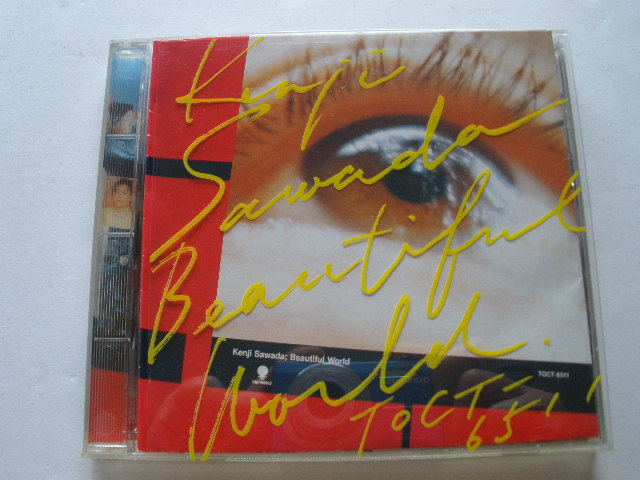 Kenji
Sawada
Beautiful
World.
TOCT-
6511
Kenji Sawada; Beautiful World
TOCT-6511